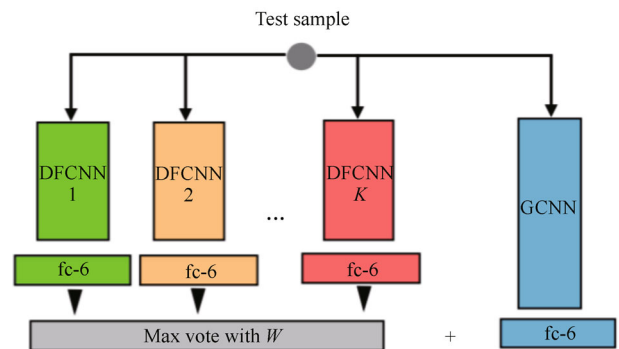 Test sample
DFCNN
1
DFCNN
2
...
DFCNN
K
GCNN
fc-6
fc-6
fc-6
Max vote with W
+
fc-6